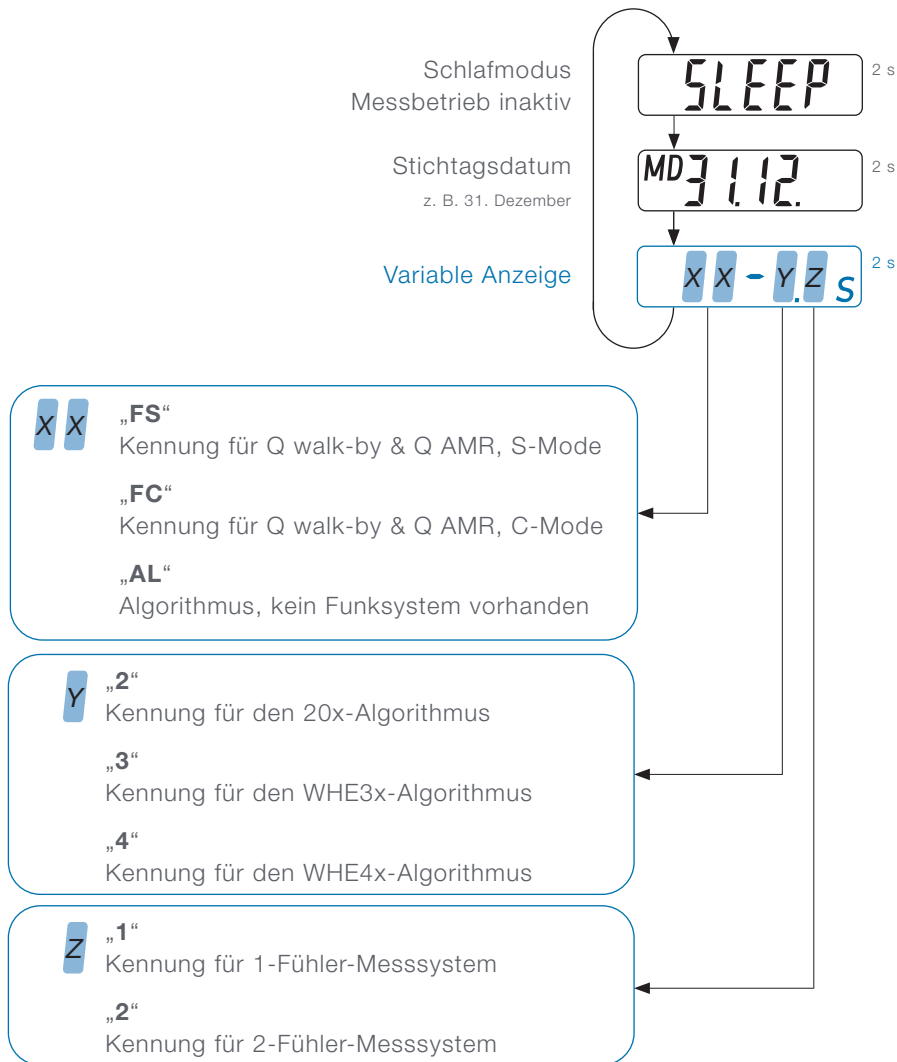 Schlafmodus
Messbetrieb inaktiv
SLEEP
2 s
Stichtagsdatum
z. B. 31. Dezember
MD 31.12.
2 s
Variable Anzeige
X X - Y.Z S
2 s
X X
„FS“
Kennung für Q walk-by & Q AMR, S-Mode
„FC“
Kennung für Q walk-by & Q AMR, C-Mode
„AL“
Algorithmus, kein Funksystem vorhanden
Y
„2“
Kennung für den 20x-Algorithmus
„3“
Kennung für den WHE3x-Algorithmus
„4“
Kennung für den WHE4x-Algorithmus
Z
„1“
Kennung für 1-Fühler-Messsystem
„2“
Kennung für 2-Fühler-Messsystem